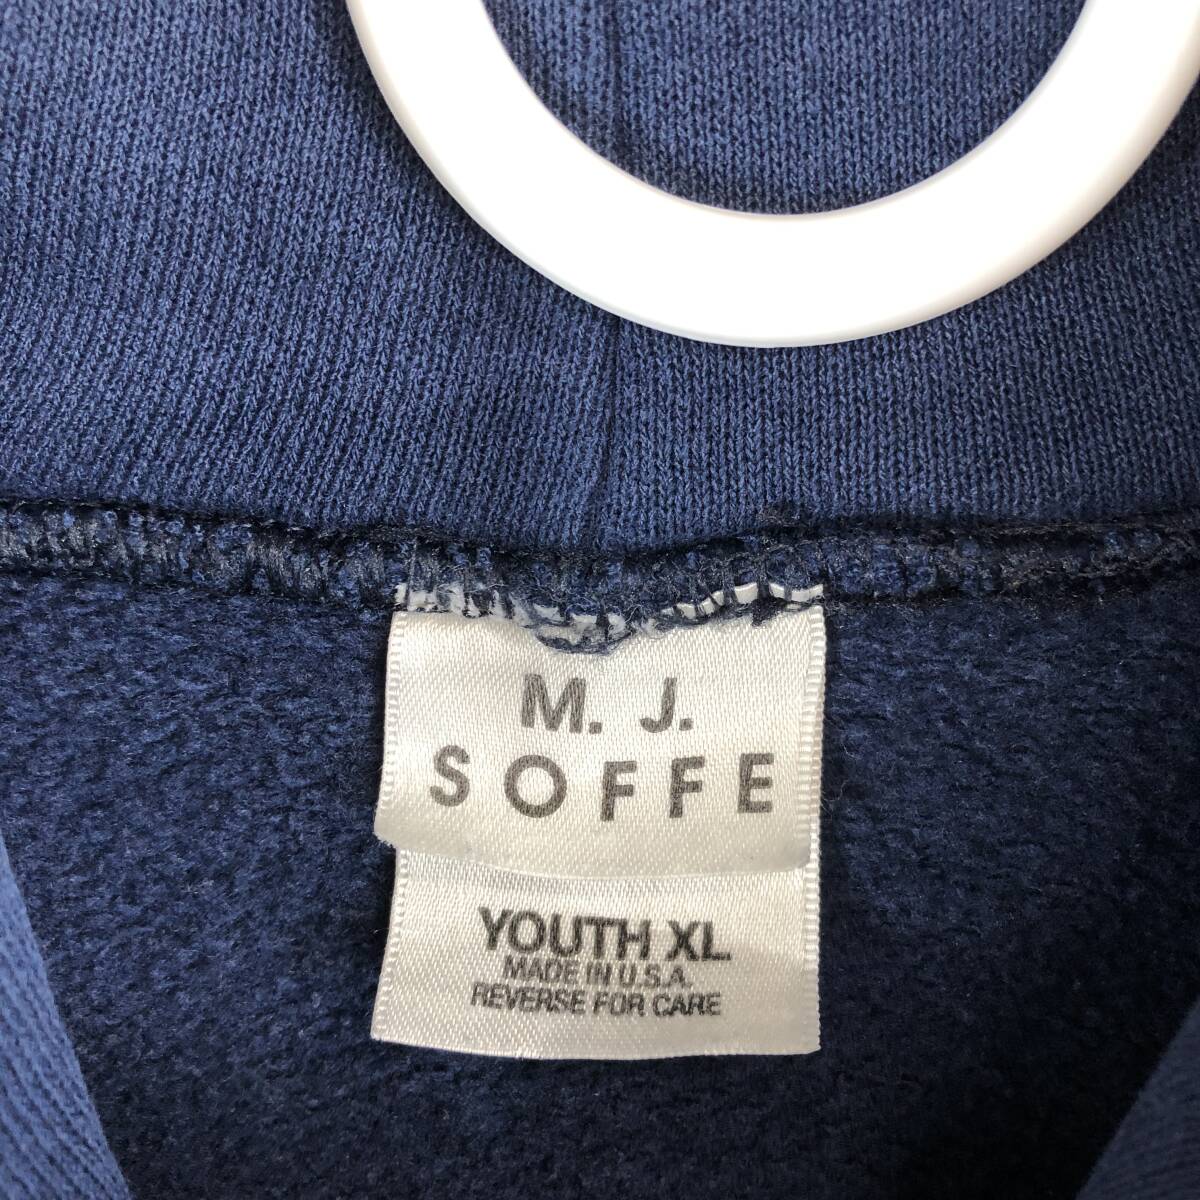 M. J.
SOFFE
YOUTH XL
MADE IN U.S.A.
REVERSE FOR CARE